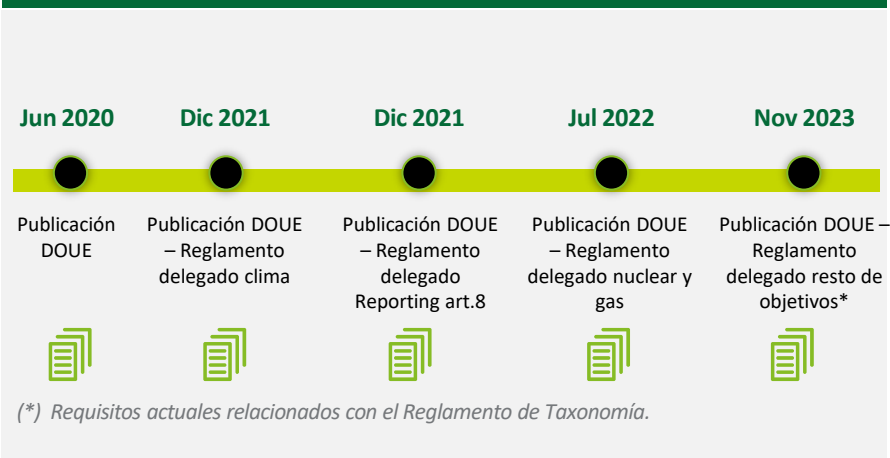 Jun 2020
Dic 2021
Dic 2021
Jul 2022
Nov 2023
Publicación
DOUE
Publicación DOUE
– Reglamento
delegado clima
Publicación DOUE
– Reglamento
delegado
Reporting art.8
Publicación DOUE
– Reglamento
delegado nuclear y
gas
Publicación DOUE –
Reglamento
delegado resto de
objetivos*
(*) Requisitos actuales relacionados con el Reglamento de Taxonomía.